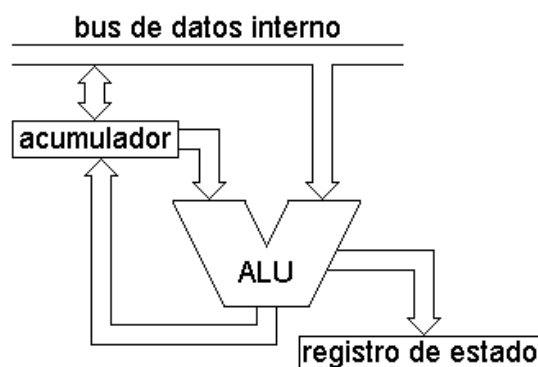 bus de datos interno
acumulador
ALU
registro de estado